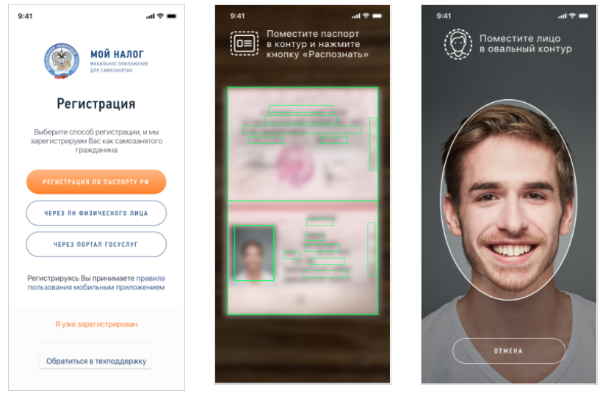 9:41
МОЙ НАЛОГ
МОБИЛЬНОЕ ПРИЛОЖЕНИЕ
ДЛЯ САМОЗАНЯТЫХ
Регистрация
Выберите способ регистрации, и мы
зарегистрируем Вас как самозанятого
гражданина
РЕГИСТРАЦИЯ ПО ПАСПОРТУ РФ
ЧЕРЕЗ ЛК ФИЗИЧЕСКОГО ЛИЦА
ЧЕРЕЗ ПОРТАЛ ГОСУСЛУГ
Регистрируясь Вы принимаете правила
пользования мобильным приложением
Я уже зарегистрирован
Обратиться в техподдержку
9:41
Поместите паспорт
в контур и нажмите
кнопку «Распознать»
9:41
Поместите лицо
в овальный контур
ОТМЕНА